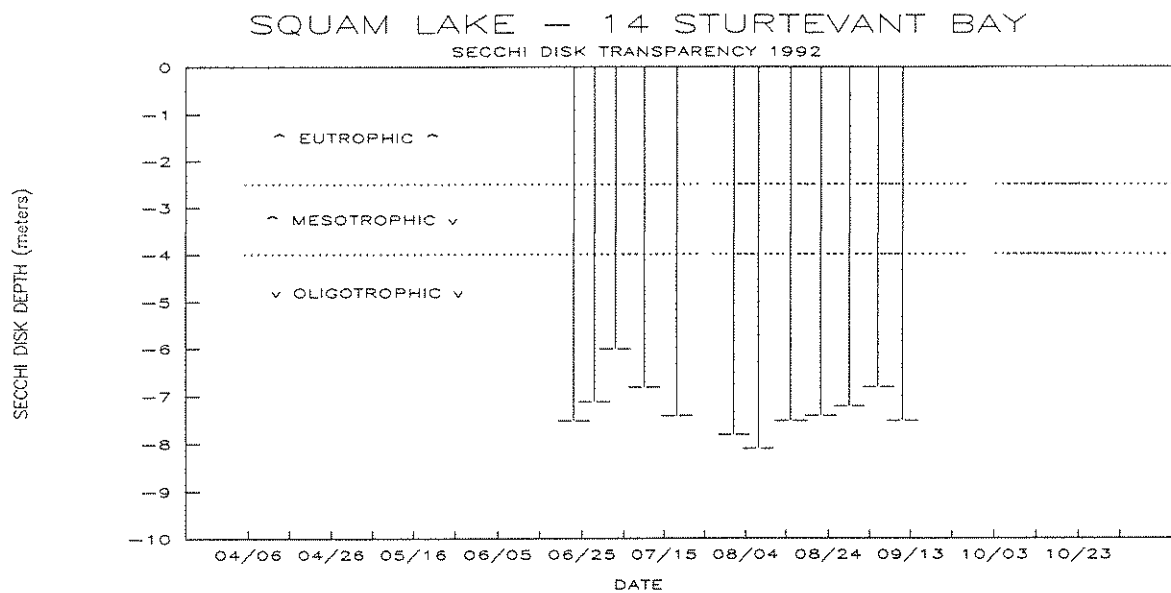 SQUAM LAKE – 14 STURTEVANT BAY
SECCHI DISK TRANSPARENCY 1992
SECCHI DISK DEPTH (meters)
0
-1
^ EUTROPHIC ^
-2
-3
^ MESOTROPHIC v
-4
v OLIGOTROPHIC v
-5
-6
-7
-8
-9
-10
04/06 04/26 05/16 06/05 06/25 07/15 08/04 08/24 09/13 10/03 10/23
DATE